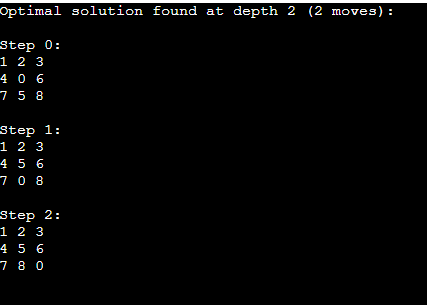 Optimal solution found at depth 2 (2 moves):
Step 0:
1 2 3
4 0 6
7 5 8
Step 1:
1 2 3
4 5 6
7 0 8
Step 2:
1 2 3
4 5 6
7 8 0